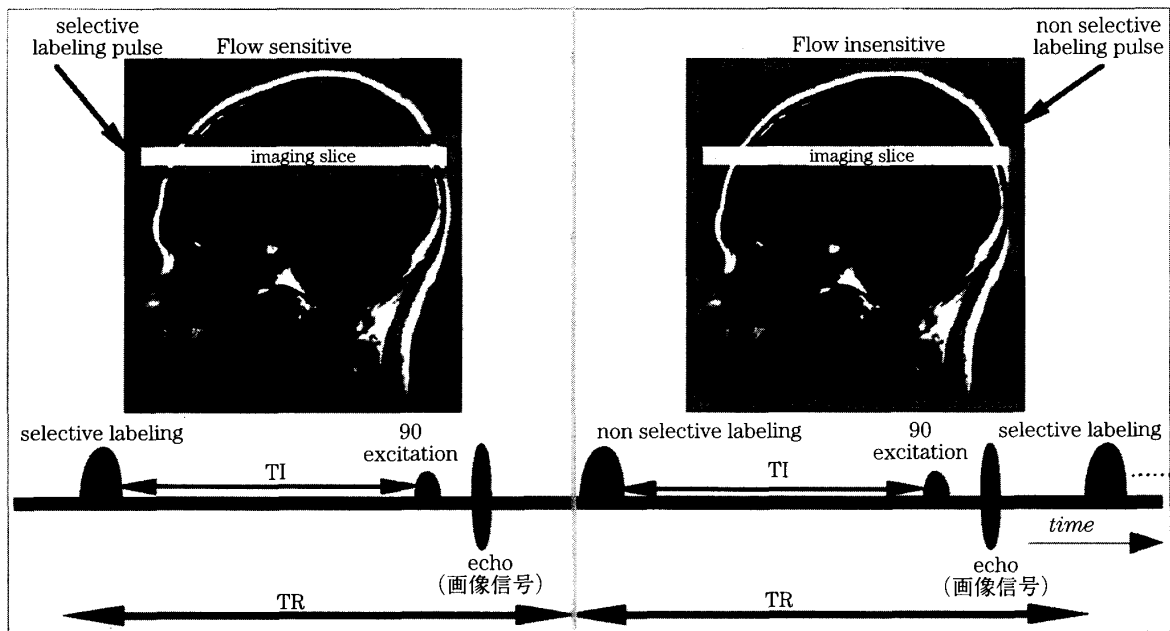 selective
labeling pulse
Flow sensitive
imaging slice
Flow insensitive
non selective
labeling pulse
imaging slice
selective labeling
TI
90
excitation
echo
(画像信号)
TR
non selective labeling
TI
90
excitation
selective labeling
......
time
echo
(画像信号)
TR